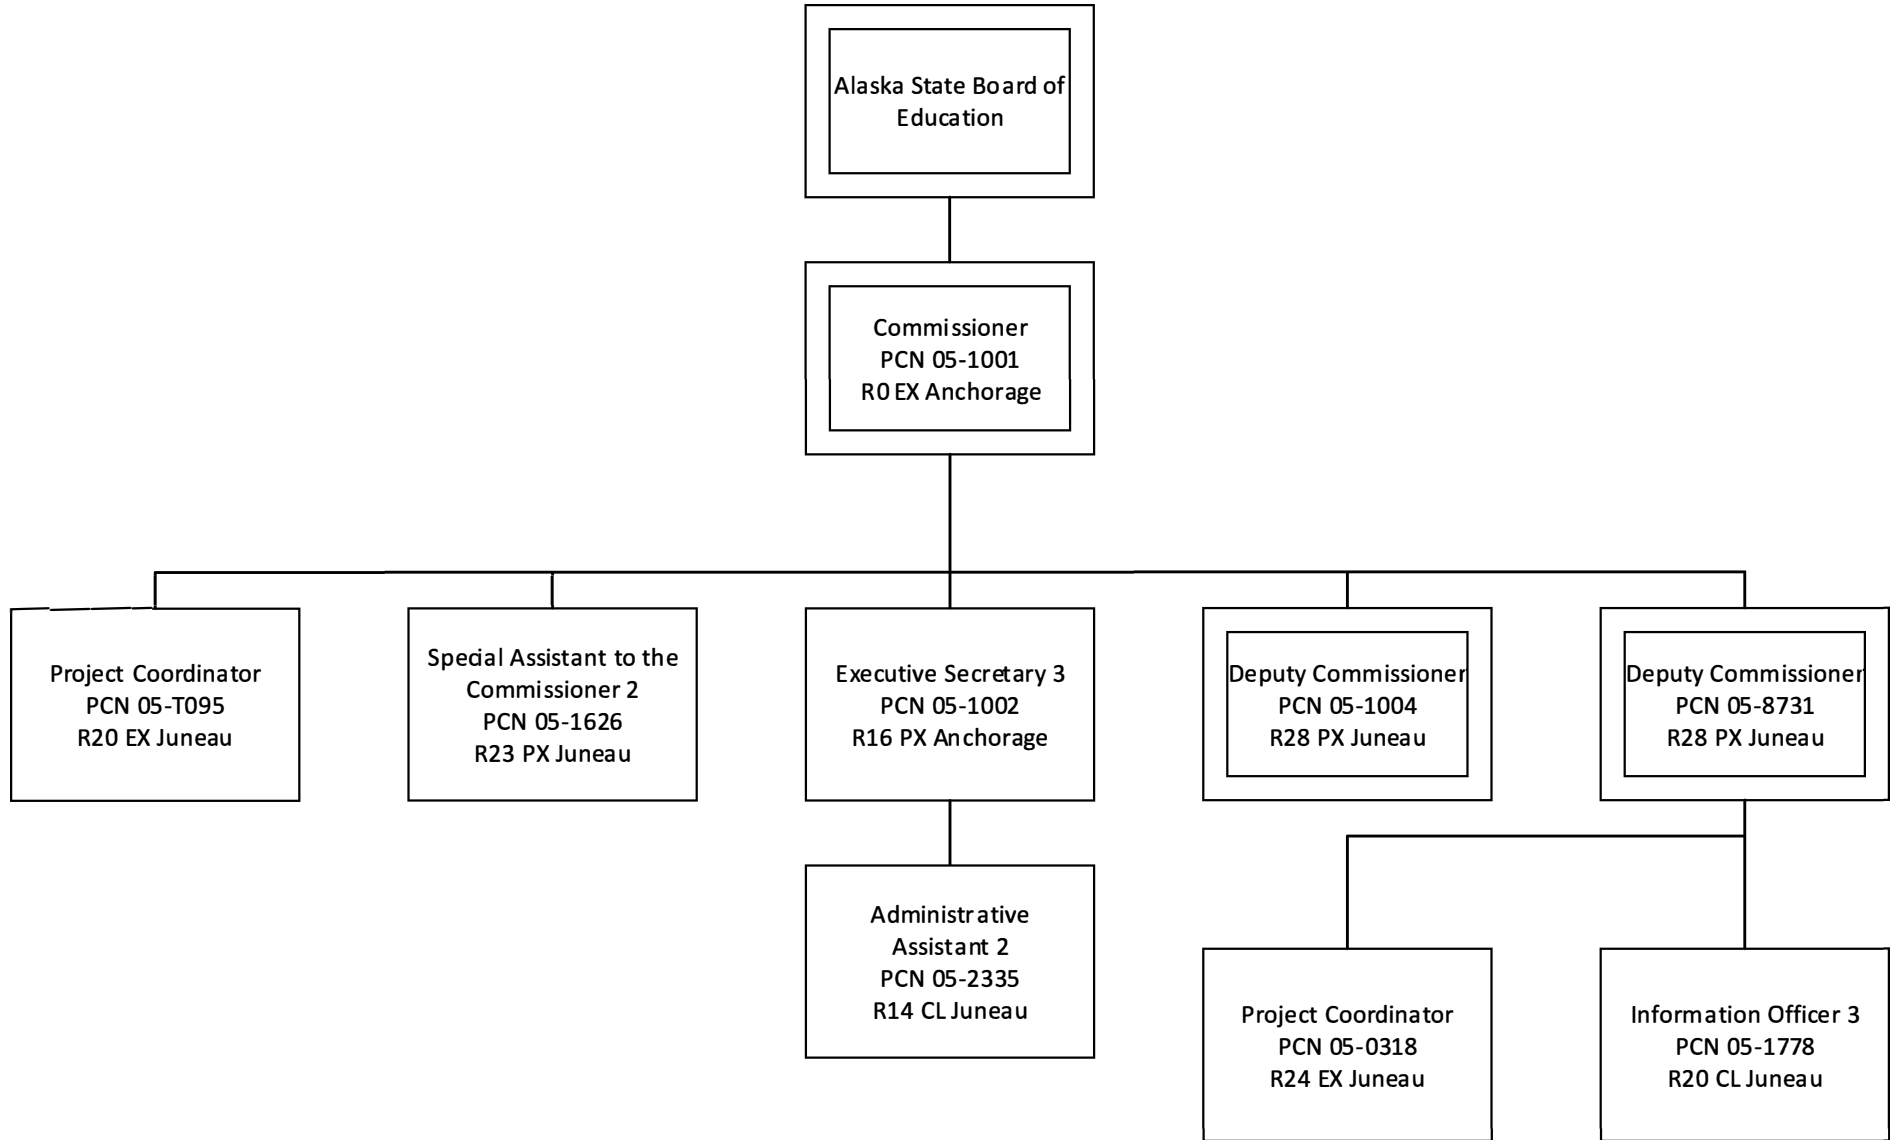 Alaska State Board of
Education
Commissioner
PCN 05-1001
R0 EX Anchorage
Project Coordinator
PCN 05-T095
R20 EX Juneau
Special Assistant to the
Commissioner 2
PCN 05-1626
R23 PX Juneau
Executive Secretary 3
PCN 05-1002
R16 PX Anchorage
Deputy Commissioner
PCN 05-1004
R28 PX Juneau
Deputy Commissioner
PCN 05-8731
R28 PX Juneau
Administrative
Assistant 2
PCN 05-2335
R14 CL Juneau
Project Coordinator
PCN 05-0318
R24 EX Juneau
Information Officer 3
PCN 05-1778
R20 CL Juneau